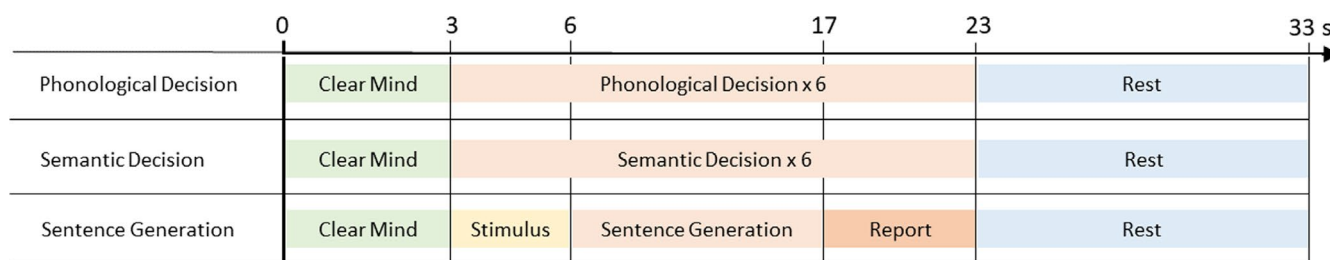 0 3 6 17 23 33 s
Phonological Decision Clear Mind Phonological Decision x 6 Rest
Semantic Decision Clear Mind Semantic Decision x 6 Rest
Sentence Generation Clear Mind Stimulus Sentence Generation Report Rest